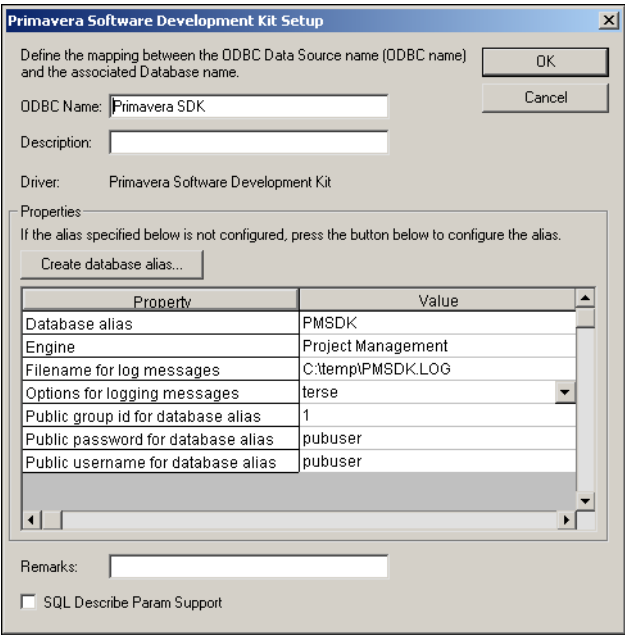 Primavera Software Development Kit Setup
Define the mapping between the ODBC Data Source name (ODBC name)
and the associated Database name.
OK
Cancel
ODBC Name: Primavera SDK
Description:
Driver: Primavera Software Development Kit
Properties
If the alias specified below is not configured, press the button below to configure the alias.
Create database alias...
Property Value
Database alias PMSDK
Engine Project Management
Filename for log messages C:\temp\PMSDK.LOG
Options for logging messages terse
Public group id for database alias 1
Public password for database alias pubuser
Public username for database alias pubuser
Remarks:
SQL Describe Param Support